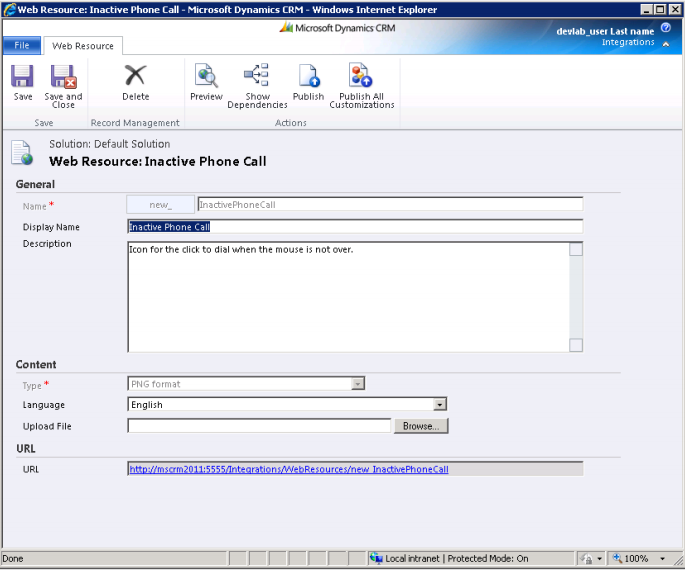 Web Resource: Inactive Phone Call - Microsoft Dynamics CRM - Windows Internet Explorer
Microsoft Dynamics CRM
devlab_user Last name
Integrations
File
Web Resource
Save
Save and Close
Delete
Preview
Show Dependencies
Publish
Publish All Customizations
Save
Record Management
Actions
Solution: Default Solution
Web Resource: Inactive Phone Call
General
Name *
new_
InactivePhoneCall
Display Name
Inactive Phone Call
Description
Icon for the click to dial when the mouse is not over.
Content
Type *
PNG format
Language
English
Upload File
Browse...
URL
URL
http://mscrm2011:5555/Integrations/WebResources/new_InactivePhoneCall
Done
Local intranet | Protected Mode: On
100%